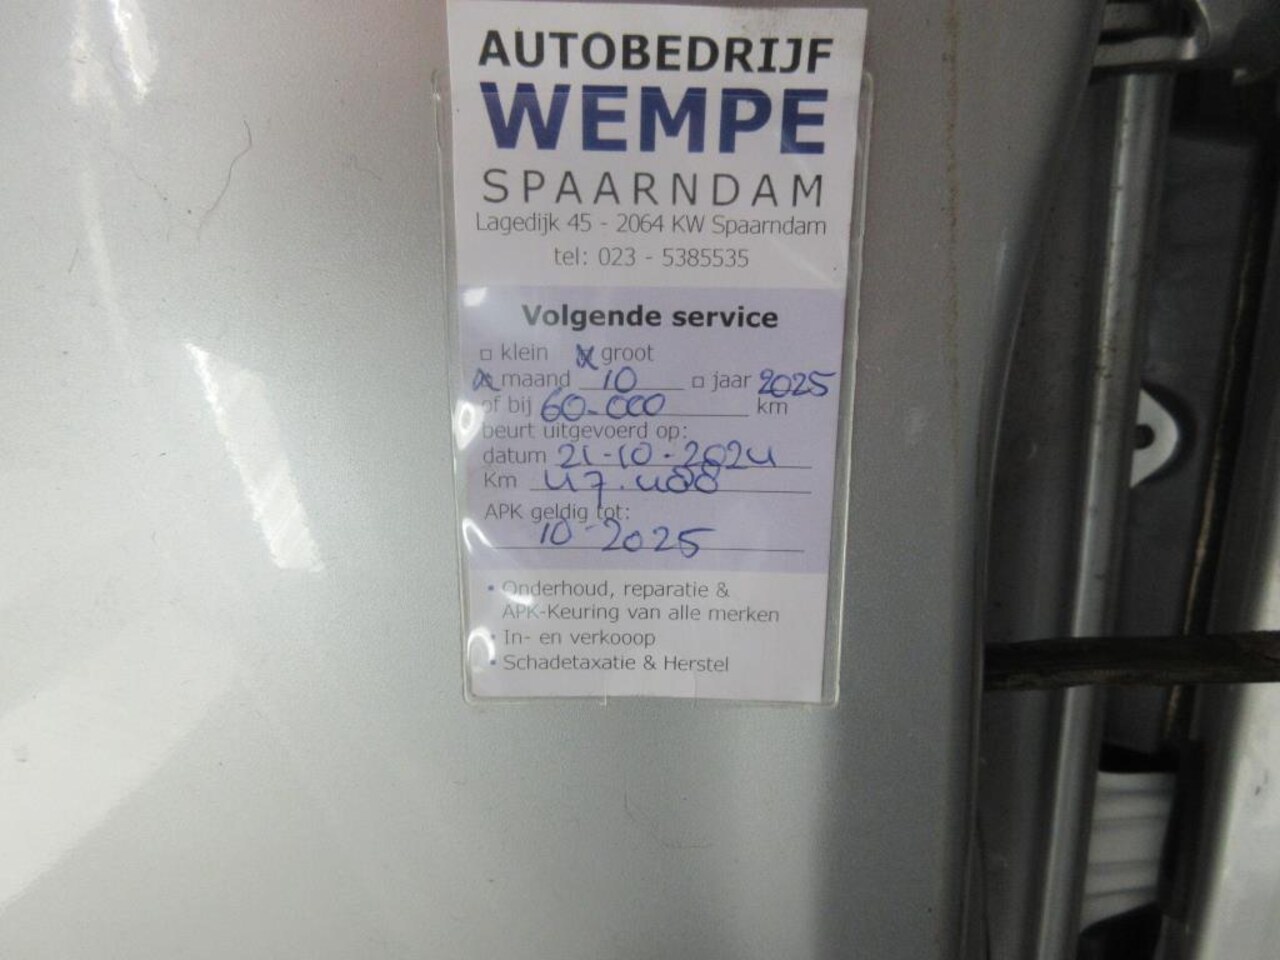 AUTOBEDRIJF
WEMPE
SPAARNDAM
Lagedijk 45 - 2064 KW Spaarndam
tel: 023 - 5385535
Volgende service
□ klein ☒ groot
☒ maand 10 □ jaar 2025
of bij 60.000 km
beurt uitgevoerd op:
datum 21-10-2024
Km 47.488
APK geldig tot:
10-2025
• Onderhoud, reparatie &
APK-Keuring van alle merken
• In- en verkooop
• Schadetaxatie & Herstel